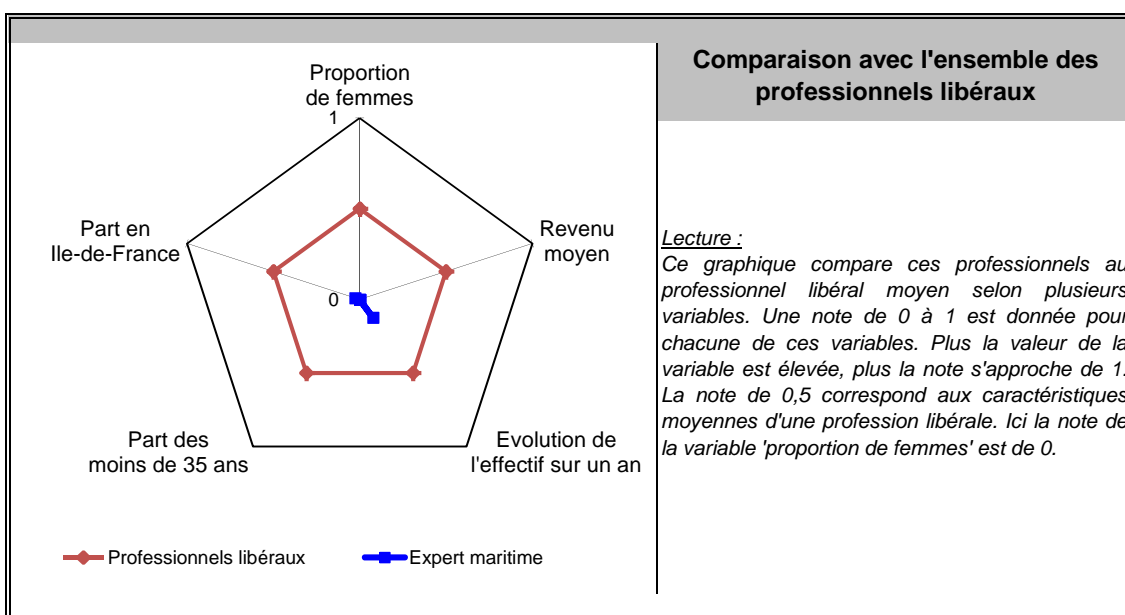 Comparaison avec l'ensemble des
professionnels libéraux
Proportion
de femmes
1
Part en
Ile-de-France
Revenu
moyen
0
Part des
moins de 35 ans
Evolution de
l'effectif sur un an
Professionnels libéraux
Expert maritime
Lecture :
Ce graphique compare ces professionnels au
professionnel libéral moyen selon plusieurs
variables. Une note de 0 à 1 est donnée pour
chacune de ces variables. Plus la valeur de la
variable est élevée, plus la note s'approche de 1.
La note de 0,5 correspond aux caractéristiques
moyennes d'une profession libérale. Ici la note de
la variable 'proportion de femmes' est de 0.